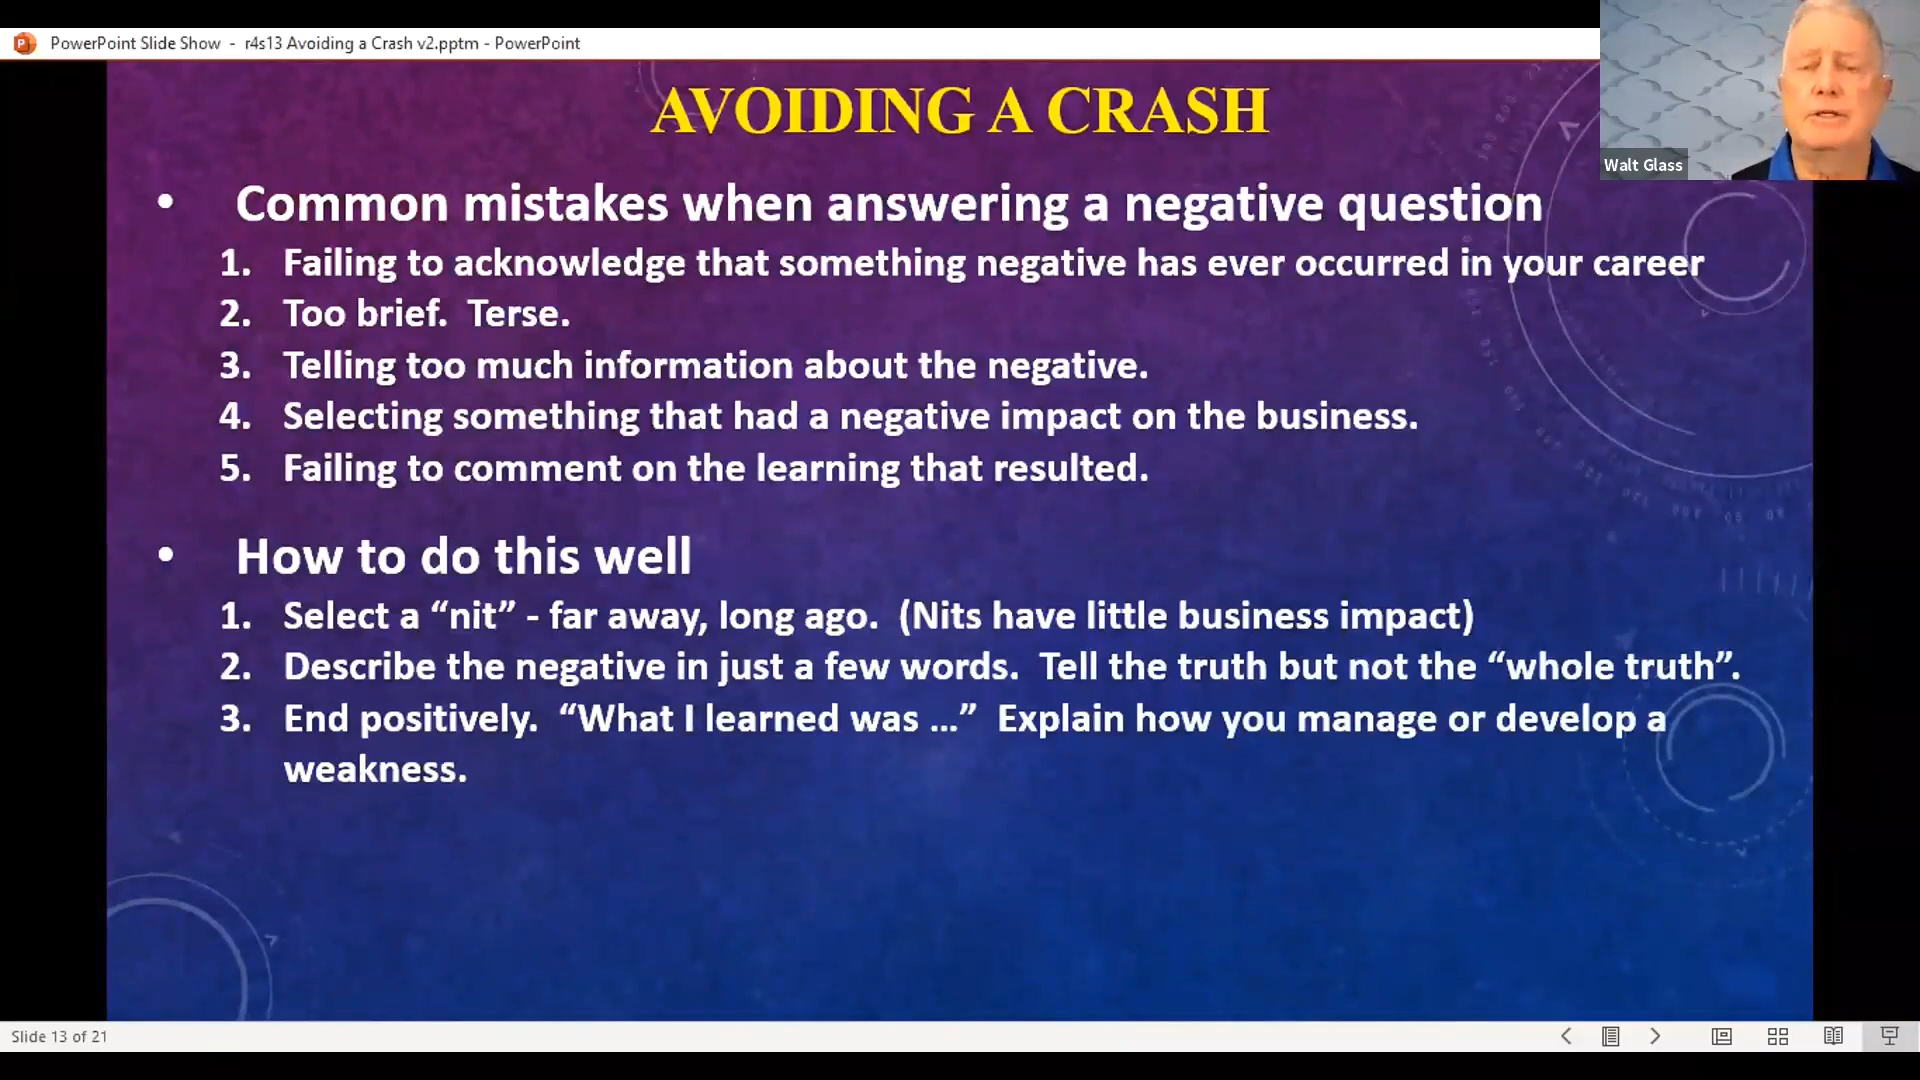 PowerPoint Slide Show - r4s13 Avoiding a Crash v2.pptm - PowerPoint
Walt Glass
AVOIDING A CRASH
• Common mistakes when answering a negative question
1. Failing to acknowledge that something negative has ever occurred in your career
2. Too brief. Terse.
3. Telling too much information about the negative.
4. Selecting something that had a negative impact on the business.
5. Failing to comment on the learning that resulted.
• How to do this well
1. Select a “nit” - far away, long ago. (Nits have little business impact)
2. Describe the negative in just a few words. Tell the truth but not the “whole truth”.
3. End positively. “What I learned was …” Explain how you manage or develop a
weakness.
Slide 13 of 21